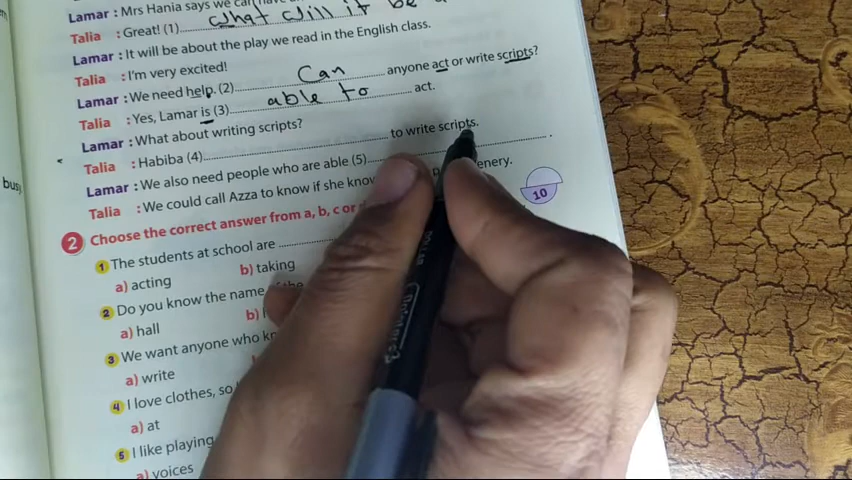 Lamar : Mrs Hania says we can have
Talia : Great! (1) what will it be a
Lamar : It will be about the play we read in the English class.
Talia : I'm very excited!
Lamar : We need help. (2) Can anyone act or write scripts?
Talia : Yes, Lamar is (3) able to act.
Lamar : What about writing scripts?
Talia : Habiba (4) to write scripts.
Lamar : We also need people who are able (5)
Talia : We could call Azza to know if she enery.
10
2 Choose the correct answer from a, b, c or
1 The students at school are
a) acting b) taking
2 Do you know the name of the
a) hall b)
3 We want anyone who
a) write
4 I love clothes, so
a) at
5 I like playing
a) voices
busy